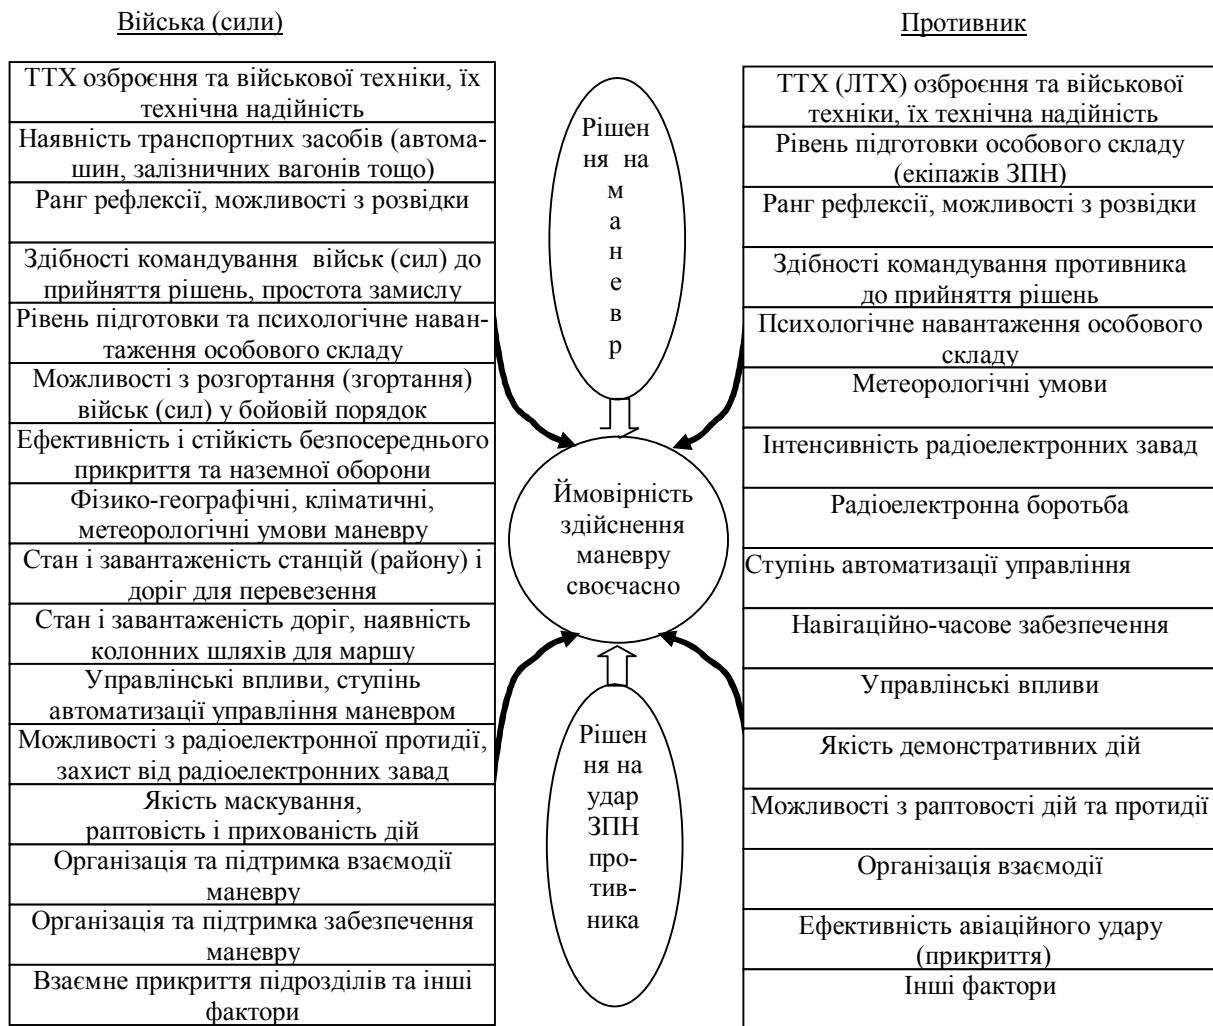 Війська (сили)
ТТХ озброєння та військової техніки, їх
технічна надійність
Наявність транспортних засобів (автома-
шин, залізничних вагонів тощо)
Ранг рефлексії, можливості з розвідки
Здібності командування військ (сил) до
прийняття рішень, простота замислу
Рівень підготовки та психологічне наван-
таження особового складу
Можливості з розгортання (згортання)
військ (сил) у бойовій порядок
Ефективність і стійкість безпосереднього
прикриття та наземної оборони
Фізико-географічні, кліматичні,
метеорологічні умови маневру
Стан і завантаженість станцій (району) і
доріг для перевезення
Стан і завантаженість доріг, наявність
колонних шляхів для маршу
Управлінські впливи, ступінь
автоматизації управління маневром
Можливості з радіоелектронної протидії,
захист від радіоелектронних завад
Якість маскування,
раптовість і прихованість дій
Організація та підтримка взаємодії
маневру
Організація та підтримка забезпечення
маневру
Взаємне прикриття підрозділів та інші
фактори
Рішен
ня на
м
а
н
е
в
р
Ймовірність
здійснення
маневру
своєчасно
Рішен
ня на
удар
ЗПН
про-
тив-
ника
Противник
ТТХ (ЛТХ) озброєння та військової
техніки, їх технічна надійність
Рівень підготовки особового складу
(екіпажів ЗПН)
Ранг рефлексії, можливості з розвідки
Здібності командування противника
до прийняття рішень
Психологічне навантаження особового
складу
Метеорологічні умови
Інтенсивність радіоелектронних завад
Радіоелектронна боротьба
Ступінь автоматизації управління
Навігаційно-часове забезпечення
Управлінські впливи
Якість демонстративних дій
Можливості з раптовості дій та протидії
Організація взаємодії
Ефективність авіаційного удару
(прикриття)
Інші фактори